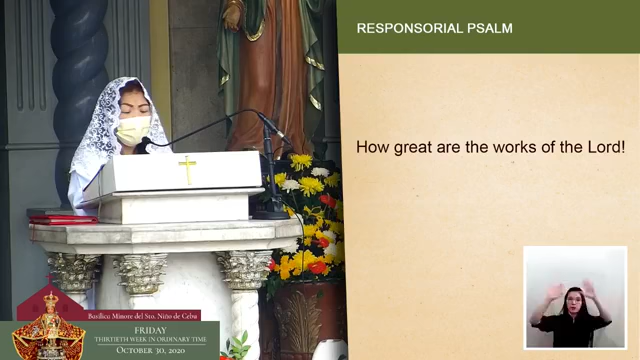 RESPONSORIAL PSALM
How great are the works of the Lord!
Basilica Minore del Sto. Niño de Cebu
FRIDAY
THIRTIETH WEEK IN ORDINARY TIME
OCTOBER 30, 2020